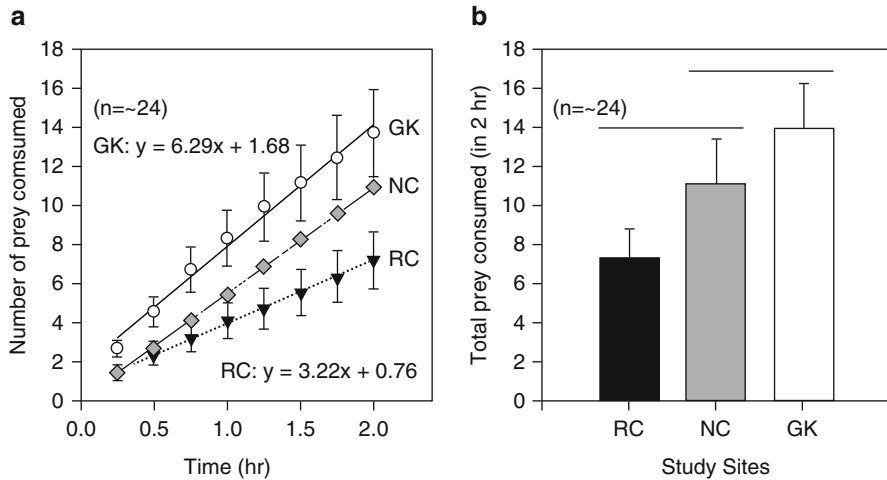 a
Number of prey comsumed
18
16
14
12
10
8
6
4
2
0
(n=~24)
GK: y = 6.29x + 1.68
GK
NC
RC
RC: y = 3.22x + 0.76
0.0 0.5 1.0 1.5 2.0
Time (hr)
b
Total prey consumed (in 2 hr)
18
16
14
12
10
8
6
4
2
0
(n=~24)
RC NC GK
Study Sites